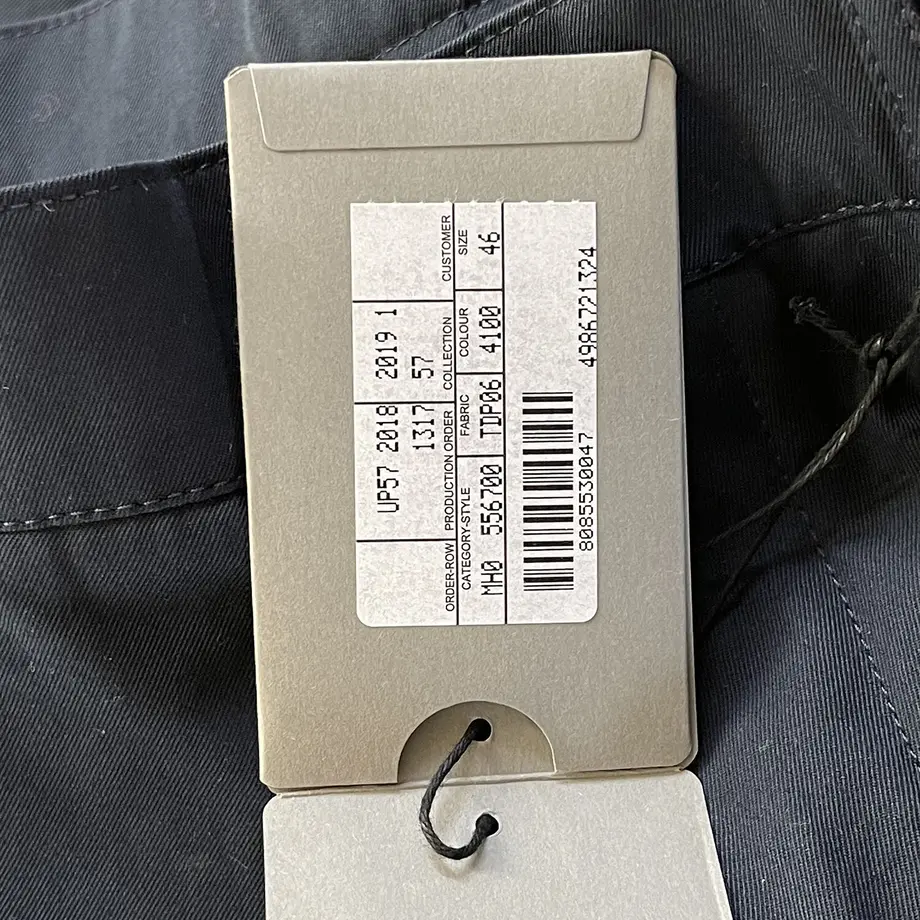 UP57 2018 2019 1
1317 57
ORDER-ROW PRODUCTION ORDER COLLECTION CUSTOMER
CATEGORY-STYLE FABRIC COLOUR SIZE
MH0 556700 TDP06 4100 46
8085530047 4986721324